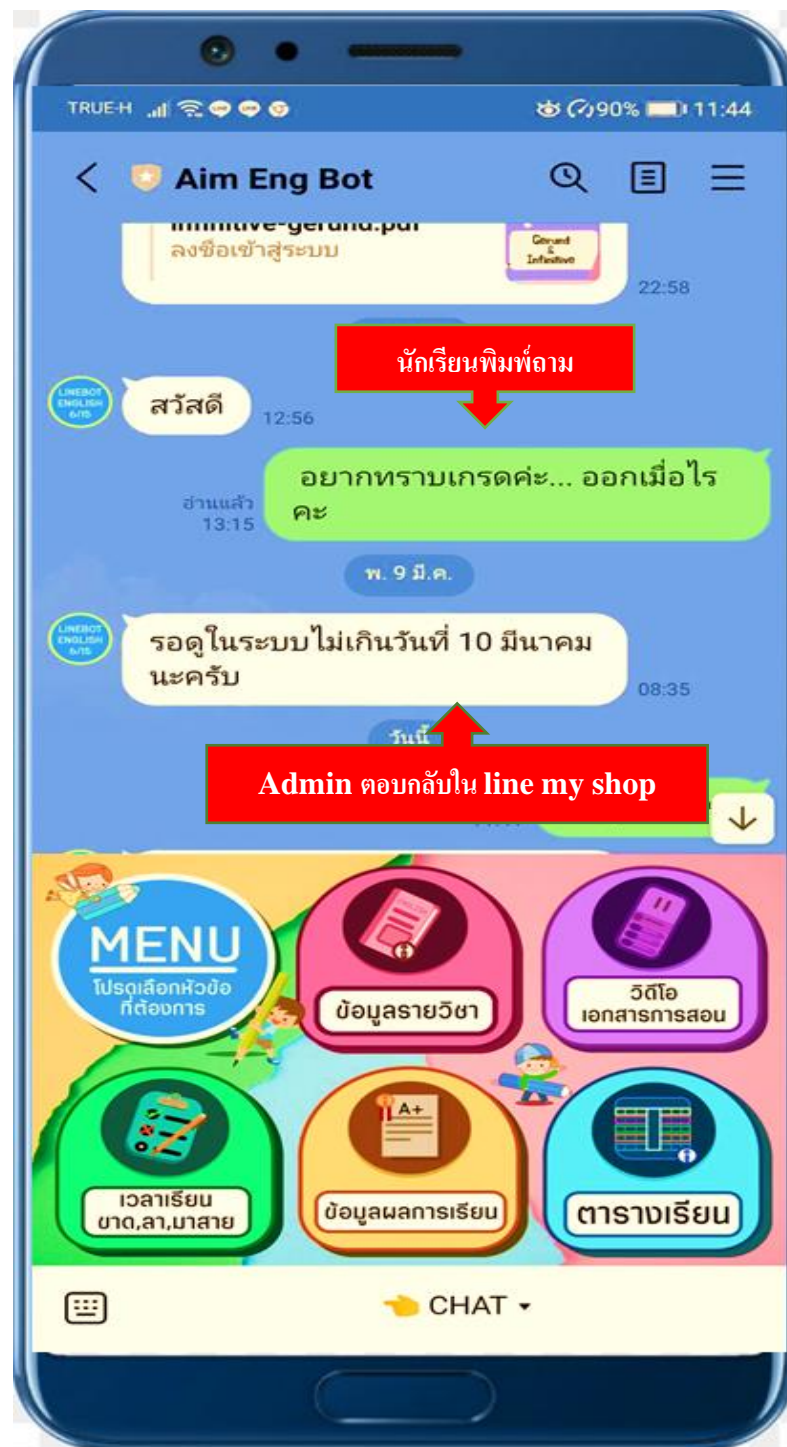 TRUE-H 90% 11:44
Aim Eng Bot
infinitive-gerund.pdf
ลงชื่อเข้าสู่ระบบ
Gerund
&
Infinitive
22:58
นักเรียนพิมพ์ถาม
LINEBOT
ENGLISH
6/15
สวัสดี
12:56
อยากทราบเกรดค่ะ... ออกเมื่อไร
คะ
อ่านแล้ว
13:15
พ. 9 มี.ค.
LINEBOT
ENGLISH
6/15
รอดูในระบบไม่เกินวันที่ 10 มีนาคม
นะครับ
08:35
วันนี้
Admin ตอบกลับใน line my shop
MENU
โปรดเลือกหัวข้อ
ที่ต้องการ
ข้อมูลรายวิชา
วิดีโอ
เอกสารการสอน
A+
เวลาเรียน
ขาด,ลา,มาสาย
ข้อมูลผลการเรียน
ตารางเรียน
CHAT